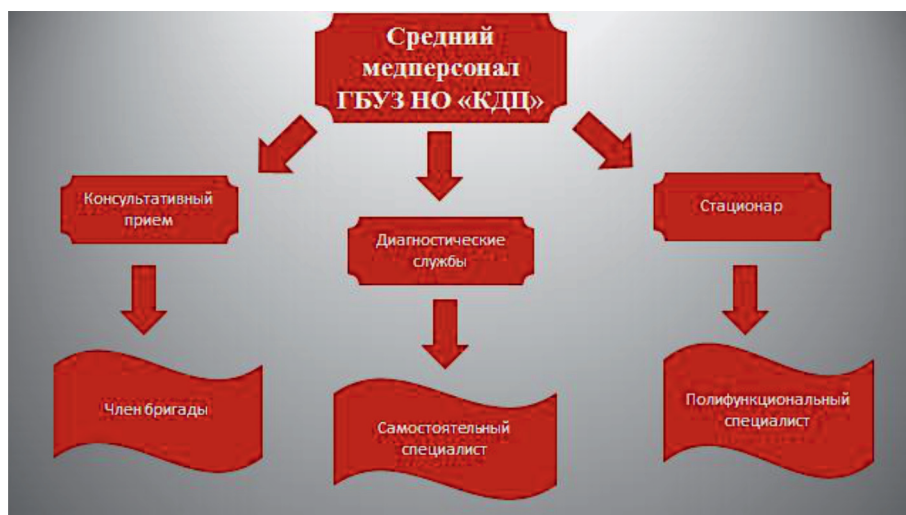 Средний
медперсонал
ГБУЗ НО «КДЦ»
Консультативный
прием
Диагностические
службы
Стационар
Член бригады
Самостоятельный
специалист
Полифункциональный
специалист